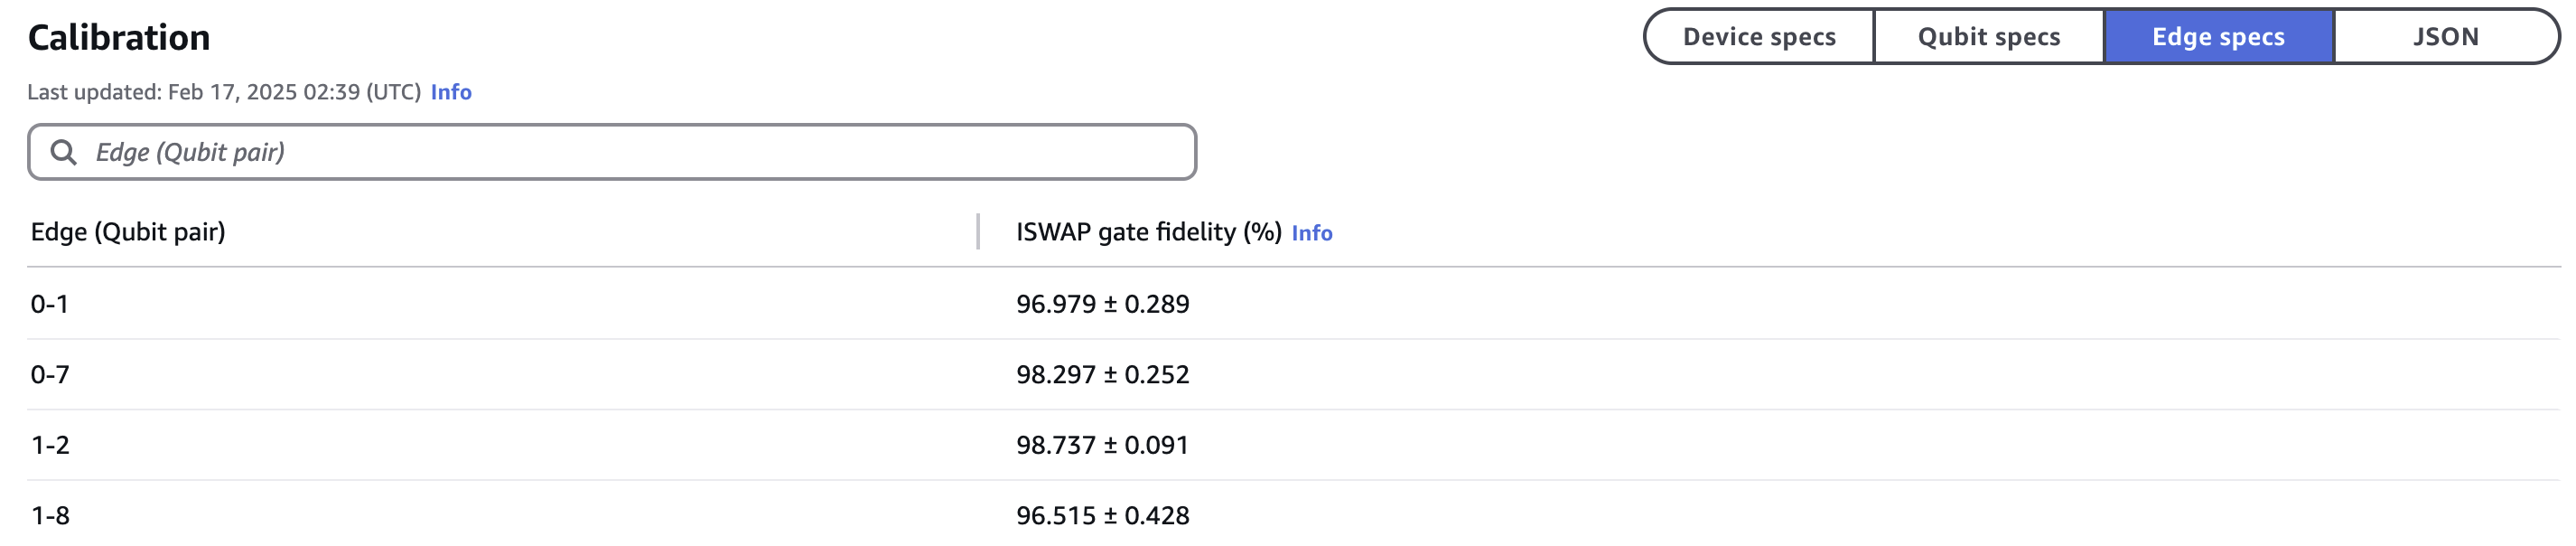 Calibration
Device specs Qubit specs Edge specs JSON
Last updated: Feb 17, 2025 02:39 (UTC) Info
Edge (Qubit pair)
Edge (Qubit pair) ISWAP gate fidelity (%) Info
0-1 96.979 ± 0.289
0-7 98.297 ± 0.252
1-2 98.737 ± 0.091
1-8 96.515 ± 0.428